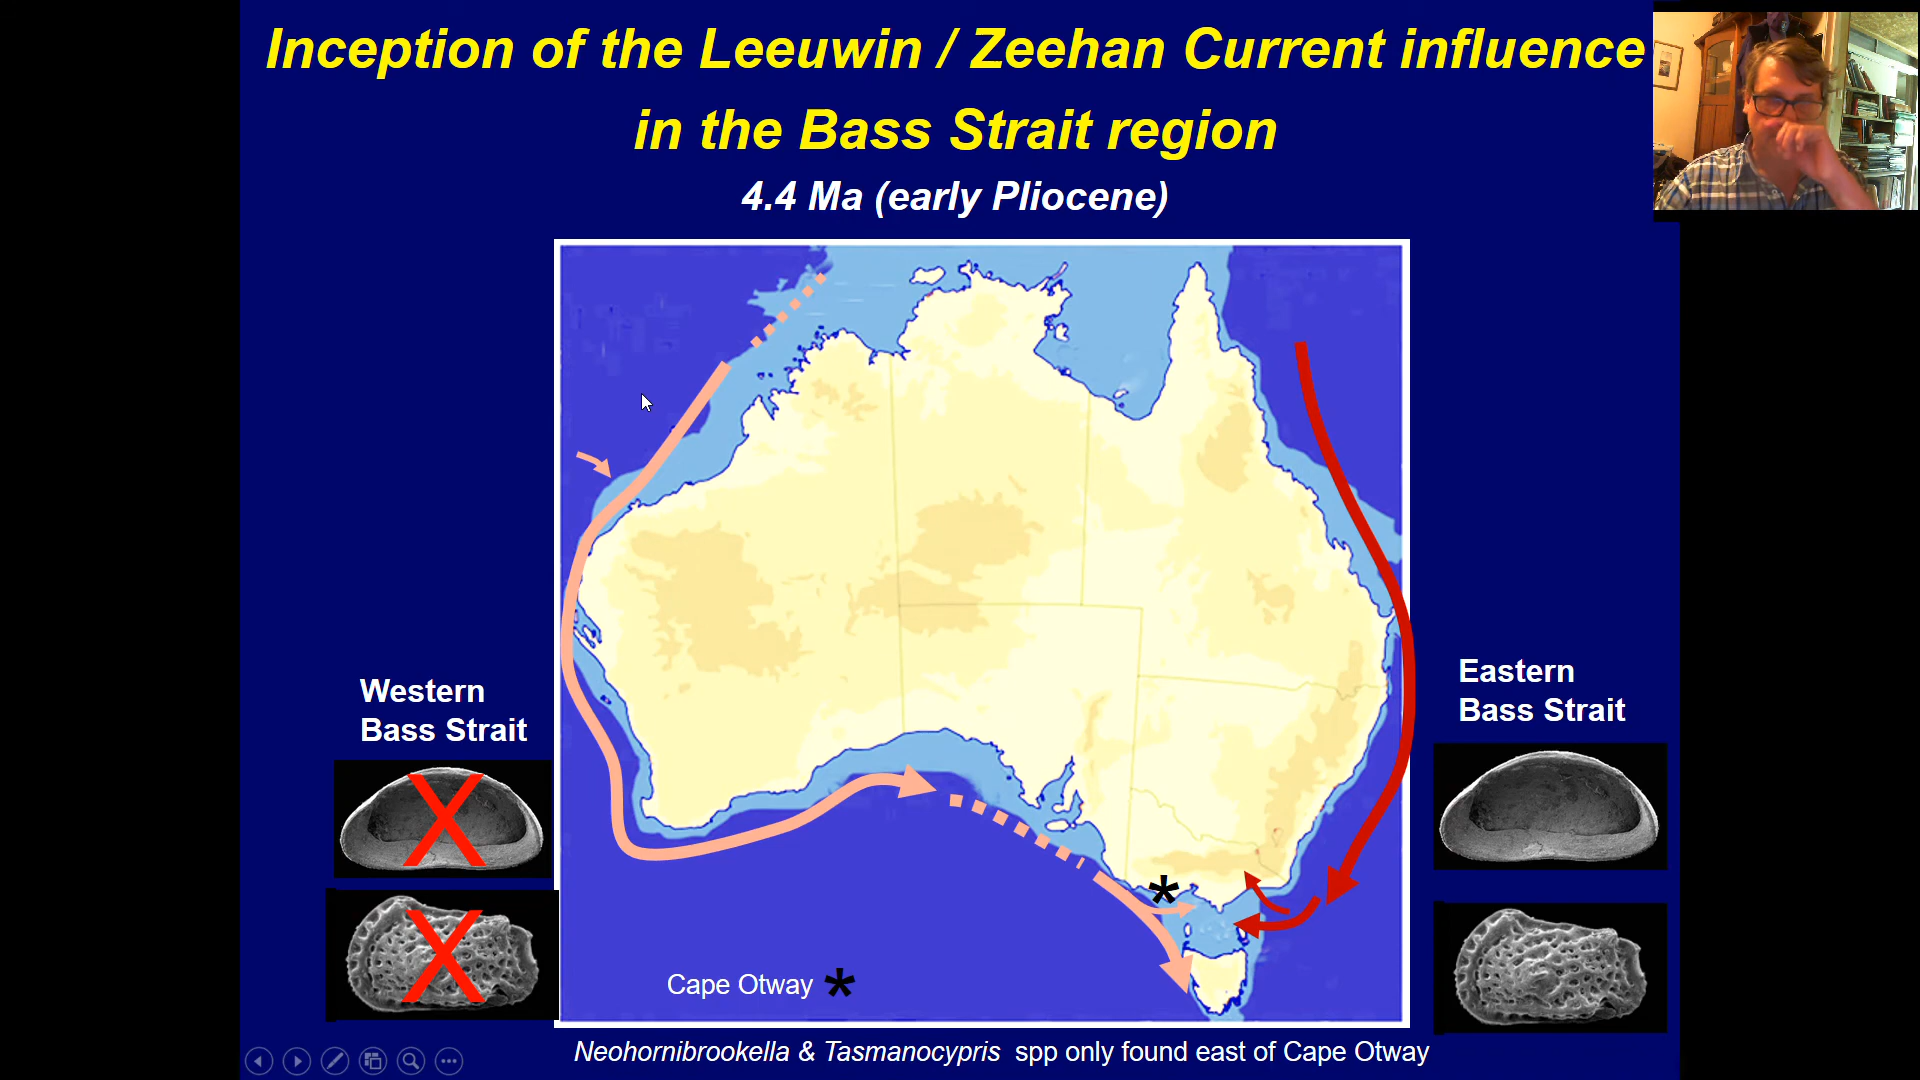 Inception of the Leeuwin / Zeehan Current influence
in the Bass Strait region
4.4 Ma (early Pliocene)
Western
Bass Strait
Eastern
Bass Strait
*
X
X
Cape Otway *
Neohornibrookella & Tasmanocypris spp only found east of Cape Otway